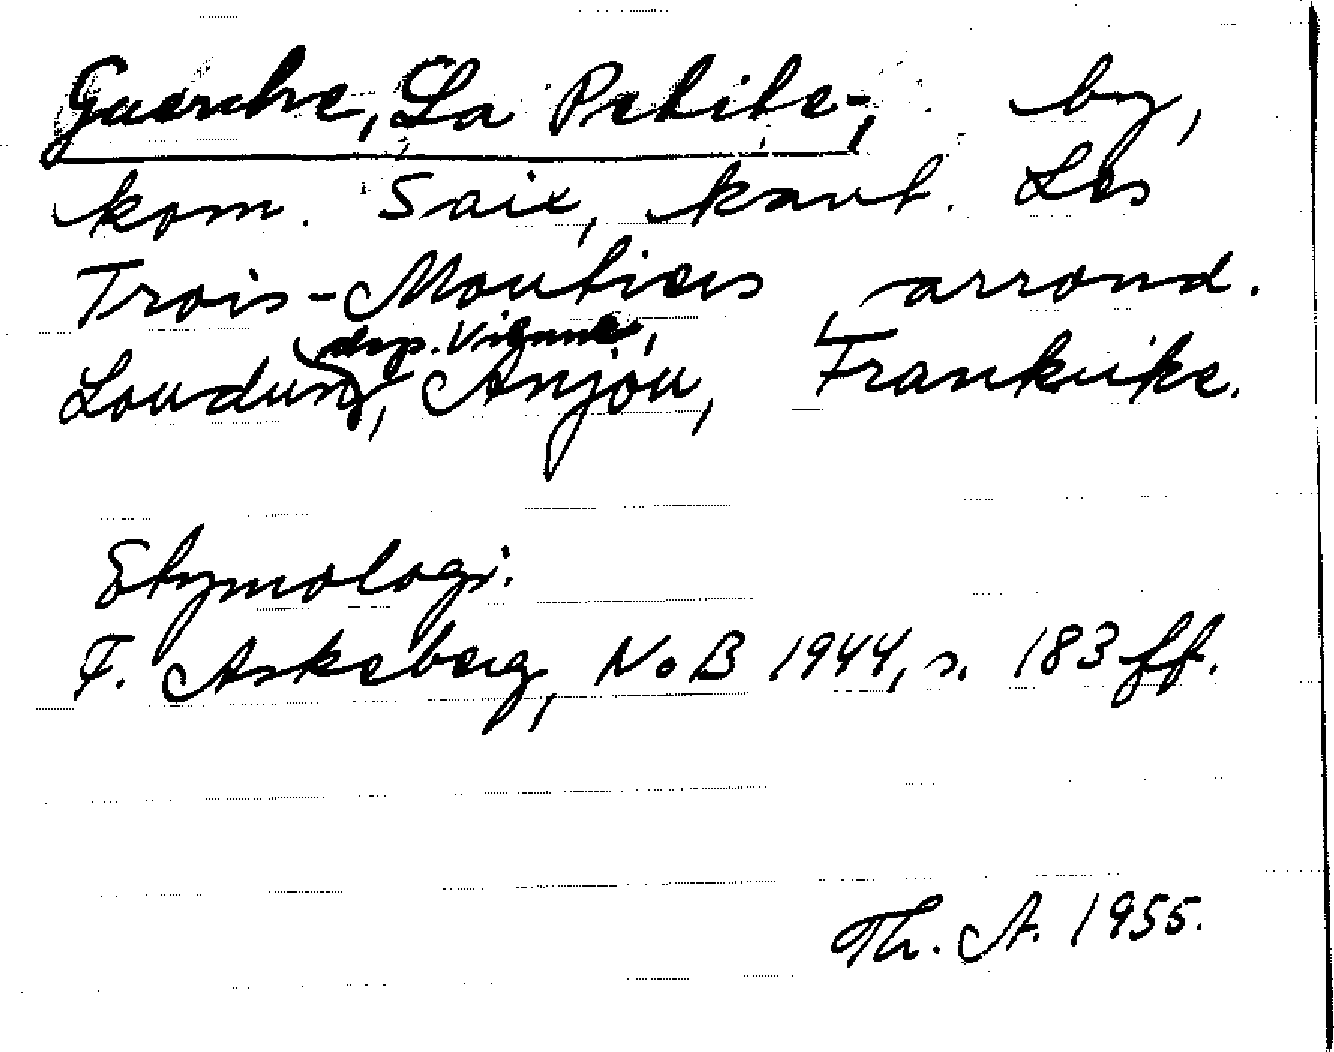 Guerche, La Petite-, by,
kom. Saix, kant. Les
Trois-Moutiers, arrond.
dep. Vienne,
Loudun, Anjou, Frankrike.
Etymologi.
F. Askeberg, NoB 1944, s. 183 ff.
Th. A. 1955.